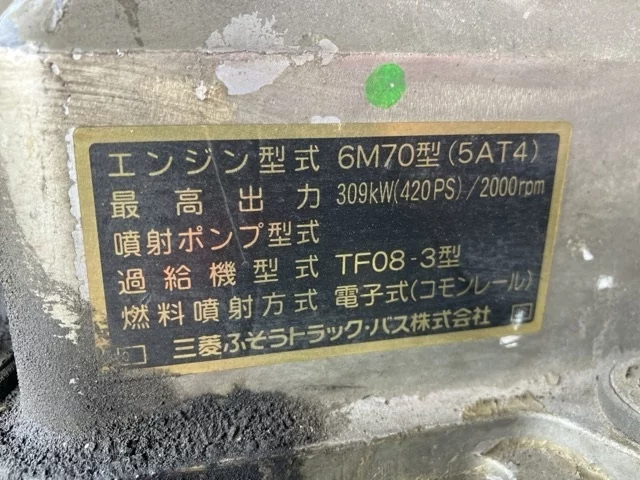 エンジン型式 6M70型(5AT4)
最高出力 309kW(420PS)/2000rpm
噴射ポンプ型式
過給機型式 TF08-3型
燃料噴射方式 電子式(コモンレール)
三菱ふそうトラック・バス株式会社